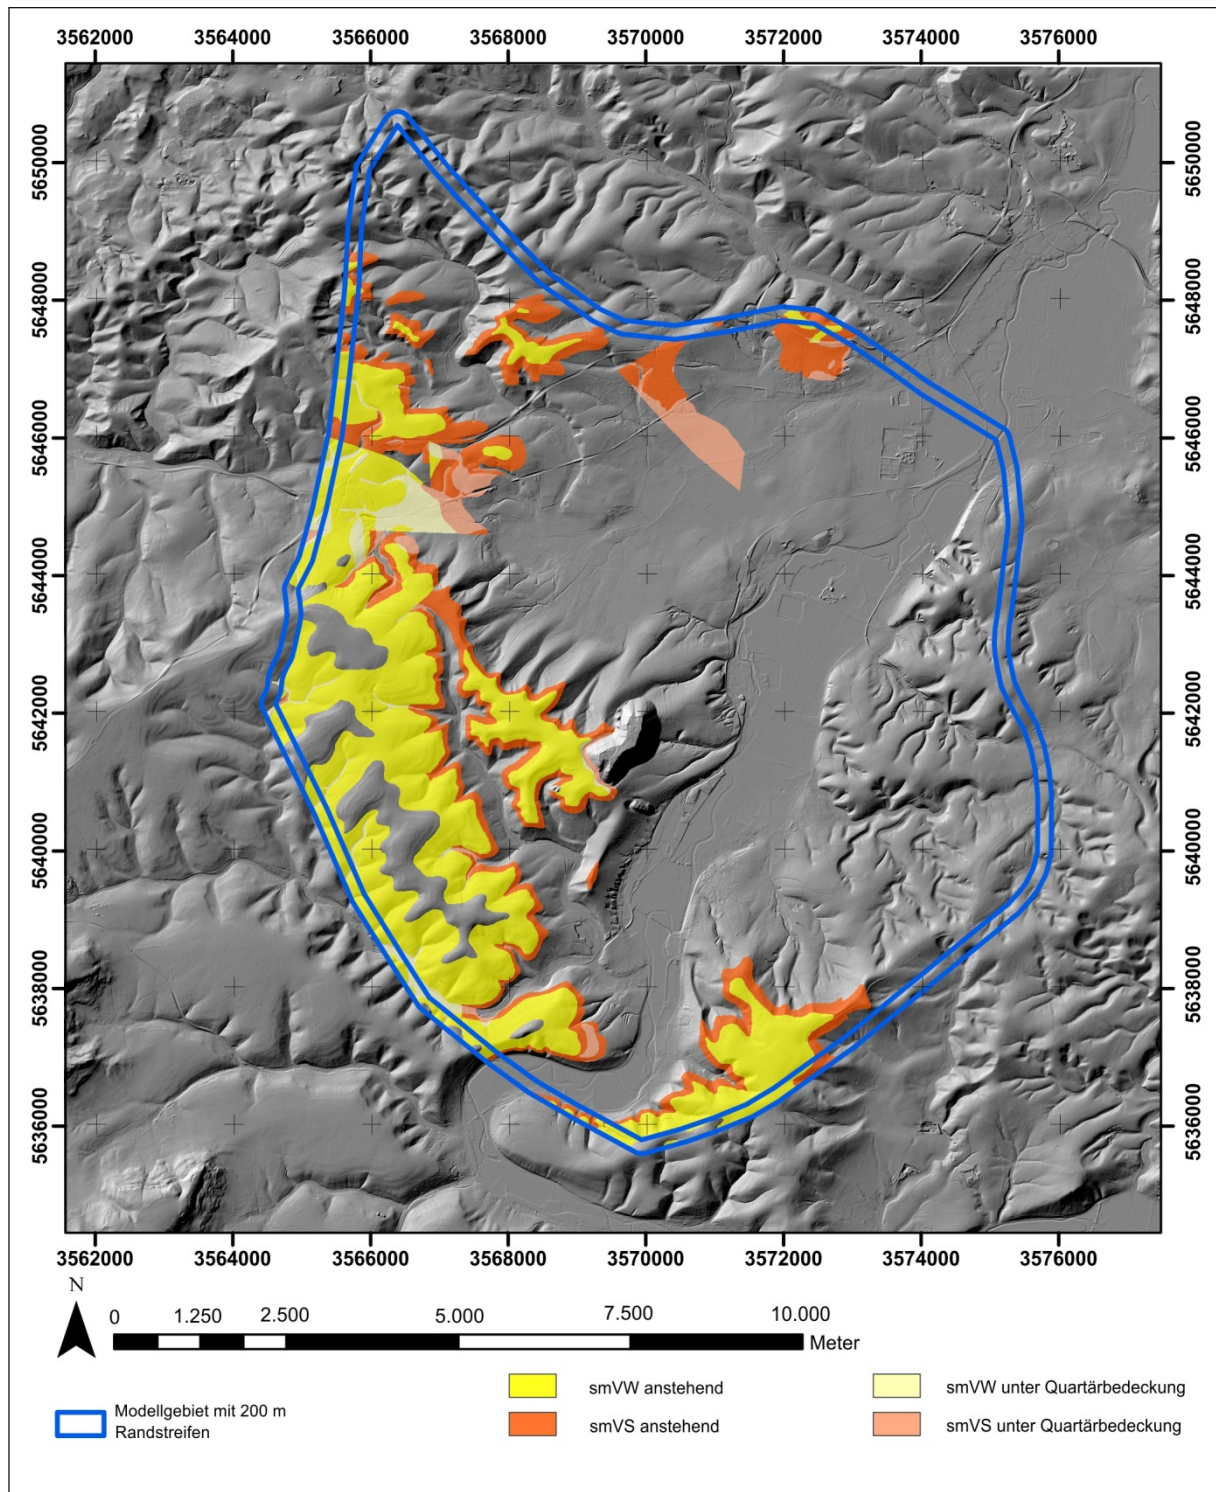 3562000 3564000 3566000 3568000 3570000 3572000 3574000 3576000
5650000 5650000
5648000 5648000
5646000 5646000
5644000 5644000
5642000 5642000
5640000 5640000
5638000 5638000
5636000 5636000
3562000 3564000 3566000 3568000 3570000 3572000 3574000 3576000
N
0 1.250 2.500 5.000 7.500 10.000
Meter
Modellgebiet mit 200 m
Randstreifen
smVW anstehend
smVS anstehend
smVW unter Quartärbedeckung
smVS unter Quartärbedeckung